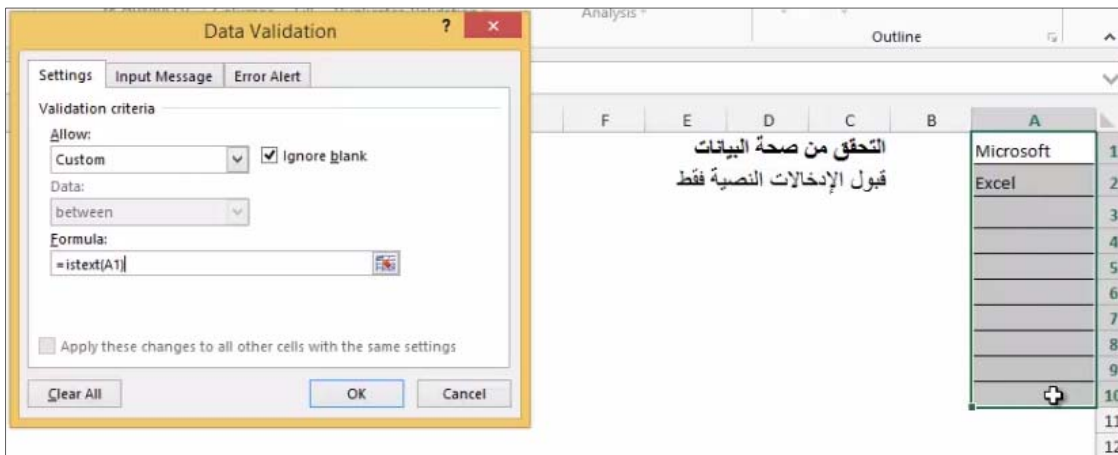 Analysis
Outline
Data Validation
?
Settings
Input Message
Error Alert
Validation criteria
Allow:
Custom
Ignore blank
Data:
between
Formula:
=istext(A1)
Apply these changes to all other cells with the same settings
Clear All
OK
Cancel
F E D C B A
التحقق من صحة البيانات
Microsoft 1
قبول الإدخالات النصية فقط
Excel 2
3
4
5
6
7
8
9
10
11
12